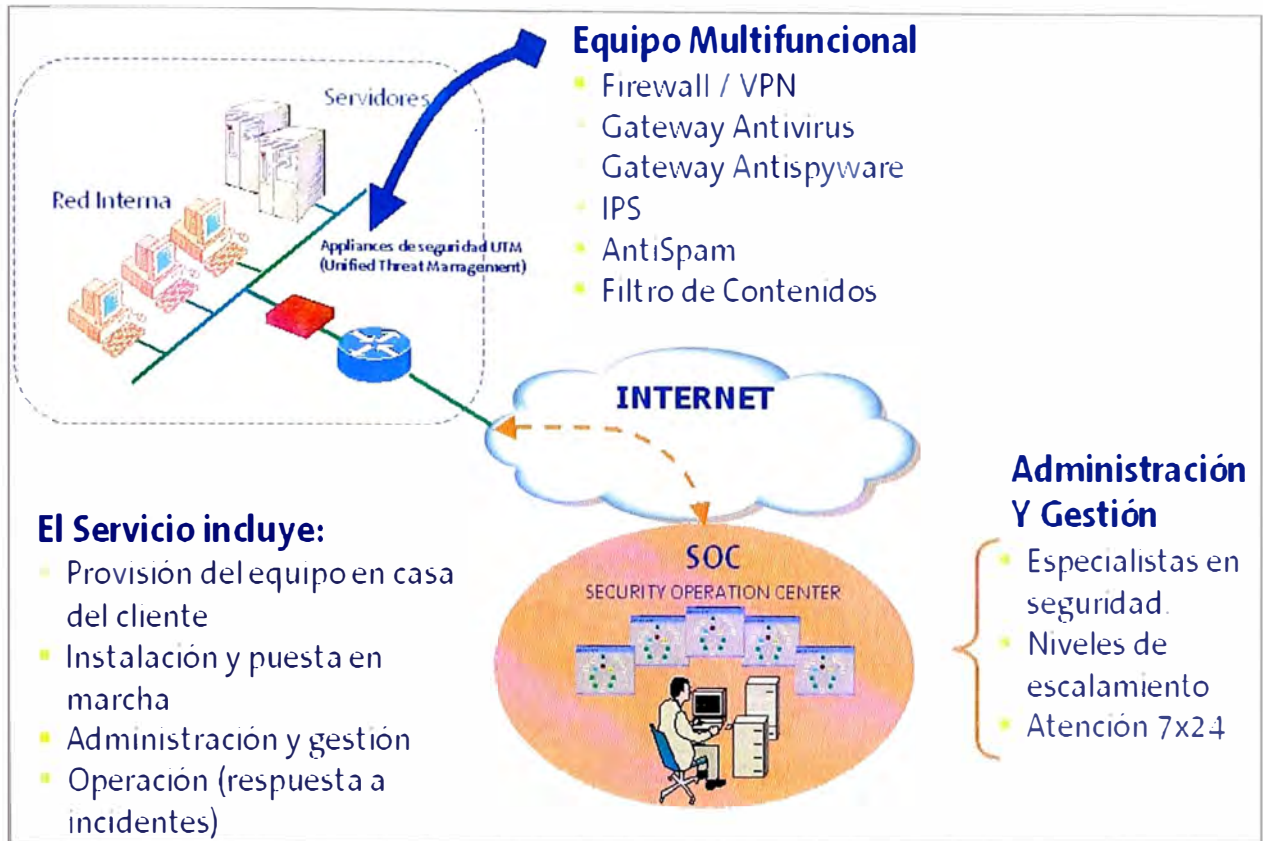 Equipo Multifuncional
Firewall / VPN
Gateway Antivirus
Gateway Antispyware
IPS
AntiSpam
Filtro de Contenidos
Servidores
Red Interna
Appliances de seguridad UTM
(Unified Threat Management)
INTERNET
El Servicio incluye:
Provisión del equipo en casa
del cliente
Instalación y puesta en
marcha
Administración y gestión
Operación (respuesta a
incidentes)
SOC
SECURITY OPERATION CENTER
Administración
Y Gestión
Especialistas en
seguridad.
Niveles de
escalamiento
Atención 7x24